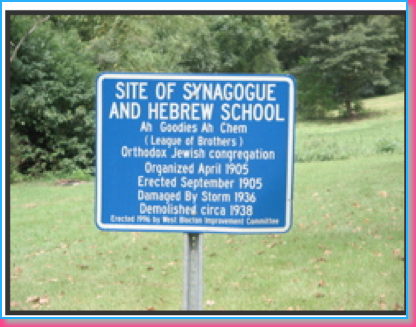 SITE OF SYNAGOGUE
AND HEBREW SCHOOL
Ah Goodies Ah Chem
(League of Brothers)
Orthodox Jewish congregation
Organized April 1905
Erected September 1905
Damaged By Storm 1936
Demolished circa 1938
Erected 1996 by West Blocton Improvement Committee